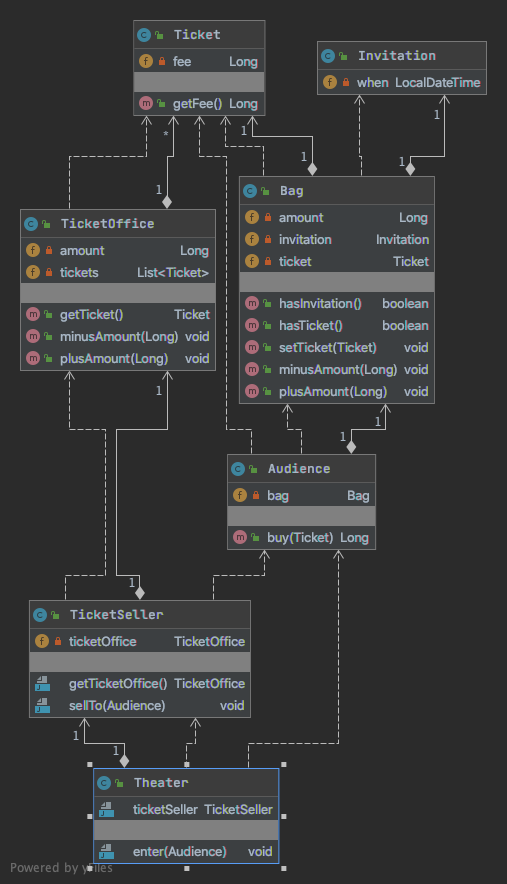 Ticket
fee Long
getFee() Long
Invitation
when LocalDateTime
1
1
*
1
1
1
Bag
amount Long
invitation Invitation
ticket Ticket
hasInvitation() boolean
hasTicket() boolean
setTicket(Ticket) void
minusAmount(Long) void
plusAmount(Long) void
TicketOffice
amount Long
tickets List<Ticket>
getTicket() Ticket
minusAmount(Long) void
plusAmount(Long) void
1
1
1
Audience
bag Bag
buy(Ticket) Long
1
TicketSeller
ticketOffice TicketOffice
getTicketOffice() TicketOffice
sellTo(Audience) void
1
1
Theater
ticketSeller TicketSeller
enter(Audience) void
Powered by yFiles